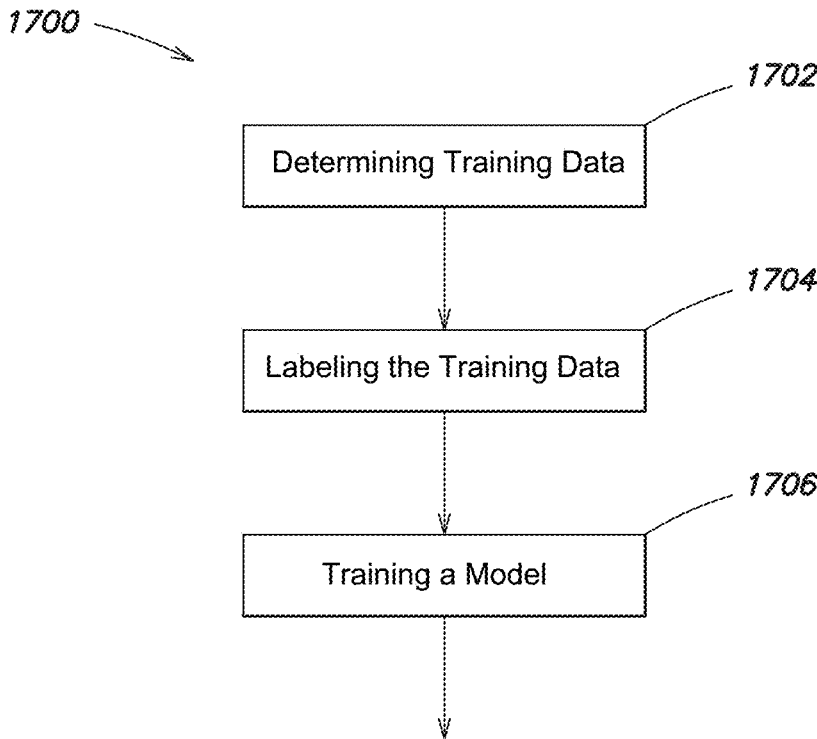 1700
1702
Determining Training Data
1704
Labeling the Training Data
1706
Training a Model